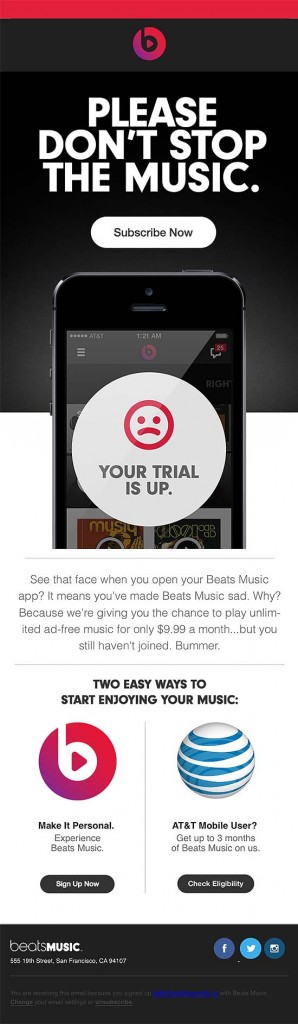 PLEASE
DON'T STOP
THE MUSIC.
Subscribe Now
AT&T 1:21 AM
25
RIGH
YOUR TRIAL
IS UP.
See that face when you open your Beats Music
app? It means you've made Beats Music sad. Why?
Because we're giving you the chance to play unlim-
ited ad-free music for only $9.99 a month...but you
still haven't joined. Bummer.
TWO EASY WAYS TO
START ENJOYING YOUR MUSIC:
Make It Personal.
Experience
Beats Music.
Sign Up Now
AT&T Mobile User?
Get up to 3 months
of Beats Music on us.
Check Eligibility
beatsMUSIC.
555 19th Street, San Francisco, CA 94107
You are receiving this email because you signed up with Beats Music.
Change your email settings or unsubscribe.